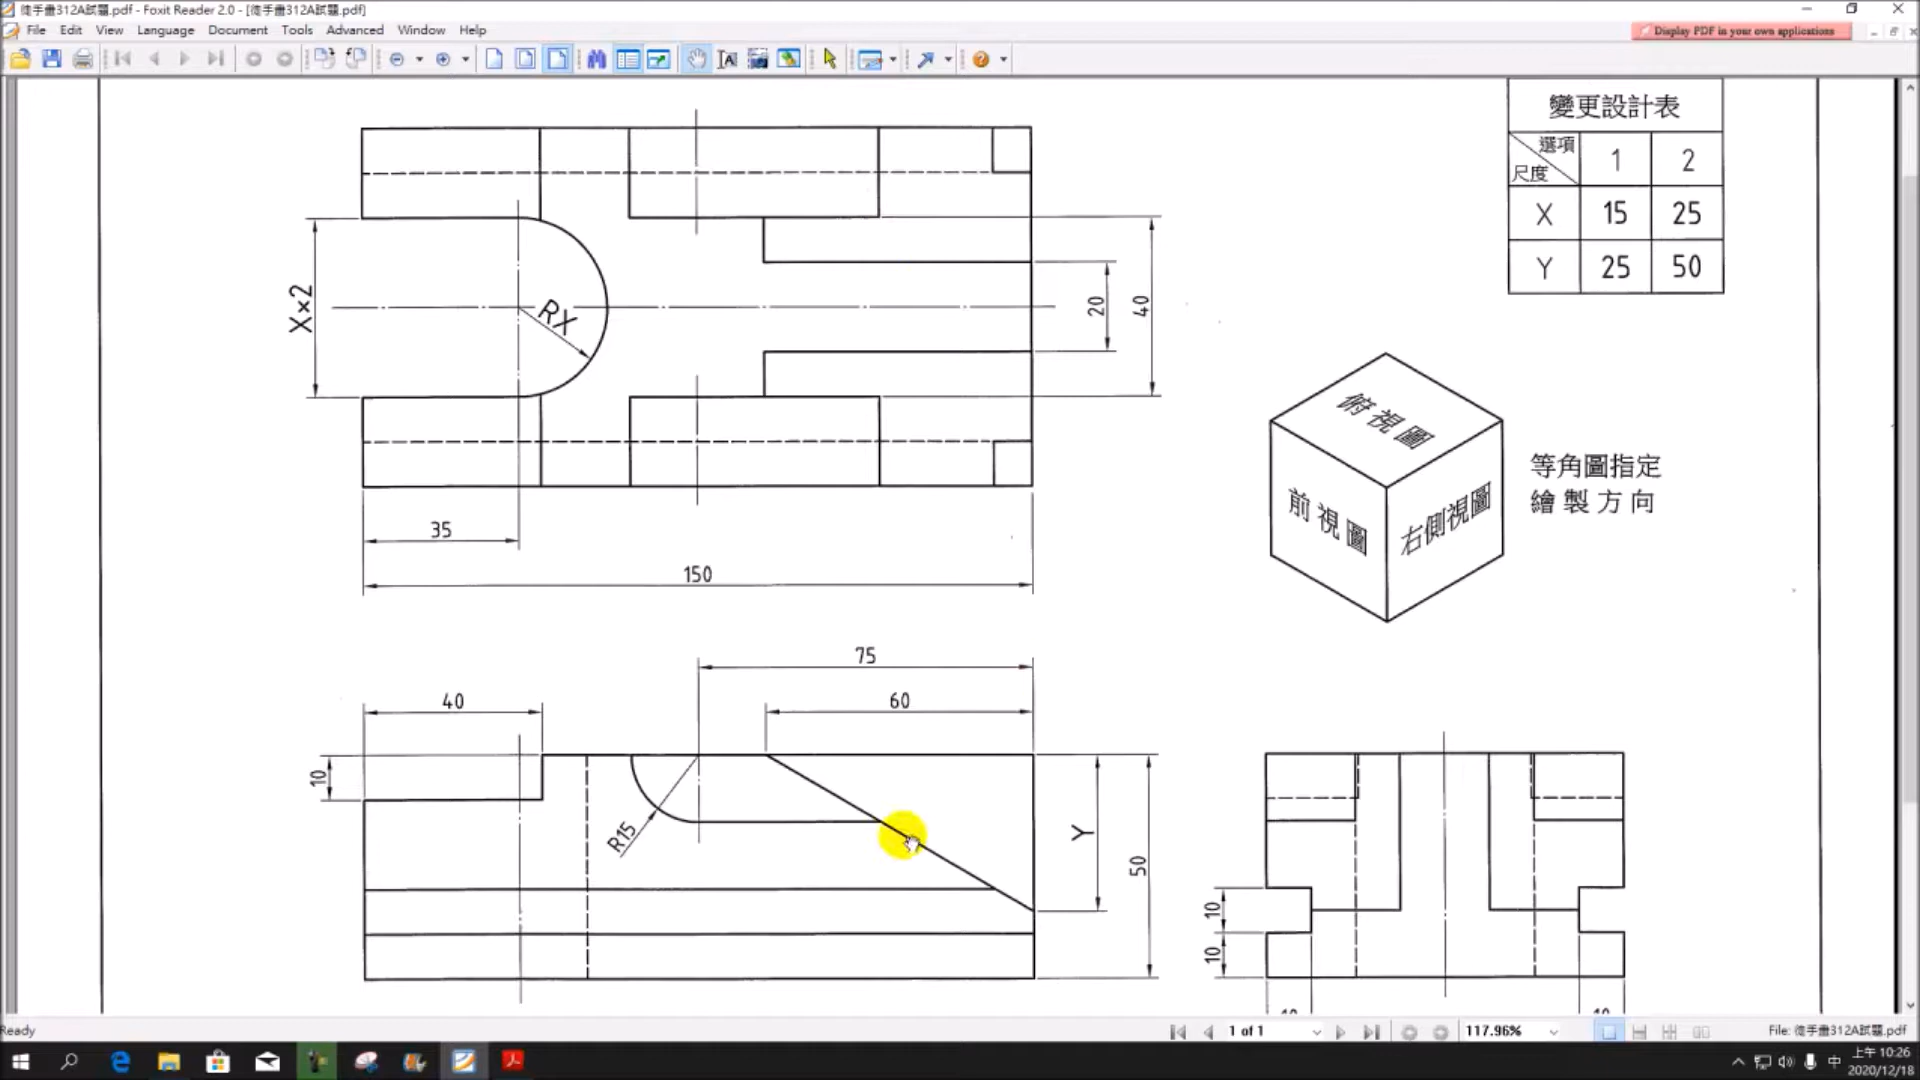 徒手畫312A試題.pdf - Foxit Reader 2.0 - [徒手畫312A試題.pdf]
File Edit View Language Document Tools Advanced Window Help
Display PDF in your own applications
變更設計表
選項
尺度
1
2
X
15
25
Y
25
50
X×2
RX
20
40
35
150
俯視圖
前視圖
右側視圖
等角圖指定
繪製方向
75
40
60
10
R15
Y
50
10
10
Ready
1 of 1
117.96%
File: 徒手畫312A試題.pdf
中
上午 10:26
2020/12/18